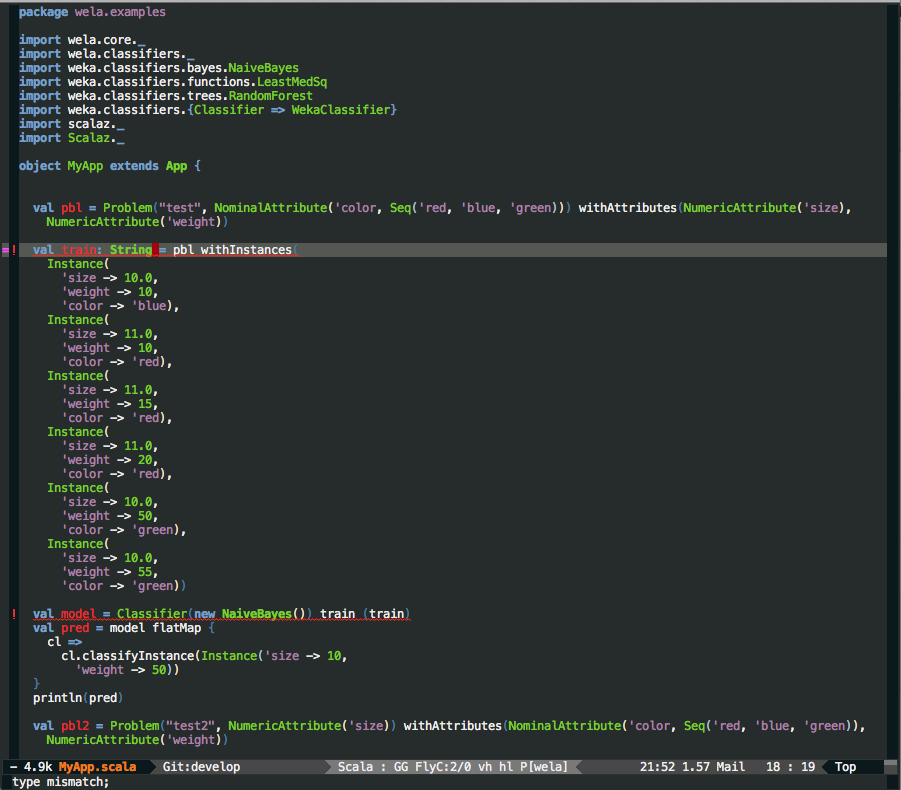 package wela.examples
import wela.core._
import wela.classifiers._
import weka.classifiers.bayes.NaiveBayes
import weka.classifiers.functions.LeastMedSq
import weka.classifiers.trees.RandomForest
import weka.classifiers.{Classifier => WekaClassifier}
import scalaz._
import Scalaz._
object MyApp extends App {
val pbl = Problem("test", NominalAttribute('color, Seq('red, 'blue, 'green))) withAttributes(NumericAttribute('size),
NumericAttribute('weight))
=! val train: String = pbl withInstances(
Instance(
'size -> 10.0,
'weight -> 10,
'color -> 'blue),
Instance(
'size -> 11.0,
'weight -> 10,
'color -> 'red),
Instance(
'size -> 11.0,
'weight -> 15,
'color -> 'red),
Instance(
'size -> 11.0,
'weight -> 20,
'color -> 'red),
Instance(
'size -> 10.0,
'weight -> 50,
'color -> 'green),
Instance(
'size -> 10.0,
'weight -> 55,
'color -> 'green))
! val model = Classifier(new NaiveBayes()) train (train)
val pred = model flatMap {
cl =>
cl.classifyInstance(Instance('size -> 10,
'weight -> 50))
}
println(pred)
val pbl2 = Problem("test2", NumericAttribute('size)) withAttributes(NominalAttribute('color, Seq('red, 'blue, 'green)),
NumericAttribute('weight))
- 4.9k MyApp.scala Git:develop Scala : GG FlyC:2/0 vh hl P[wela] 21:52 1.57 Mail 18 : 19 Top
type mismatch;